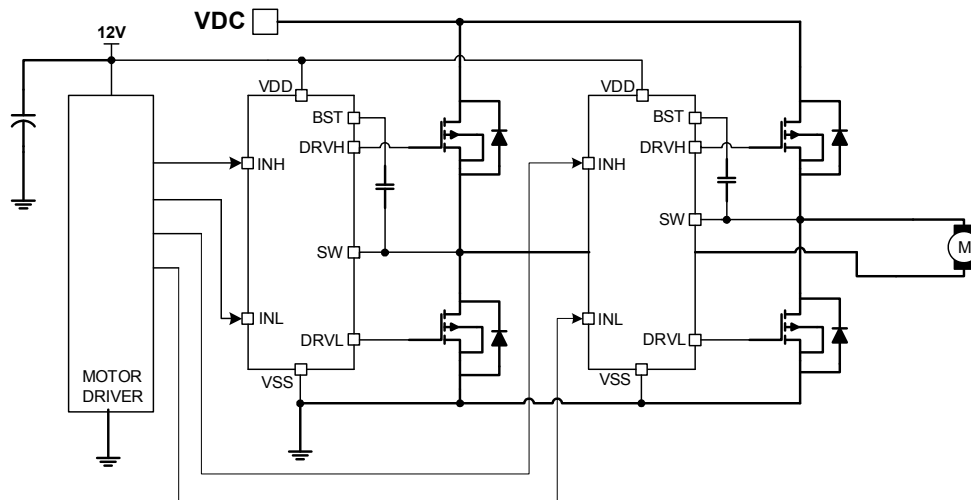 VDC
12V
VDD
VDD
BST
BST
DRVH
DRVH
INH
INH
SW
SW
M
INL
INL
DRVL
DRVL
VSS
VSS
MOTOR
DRIVER